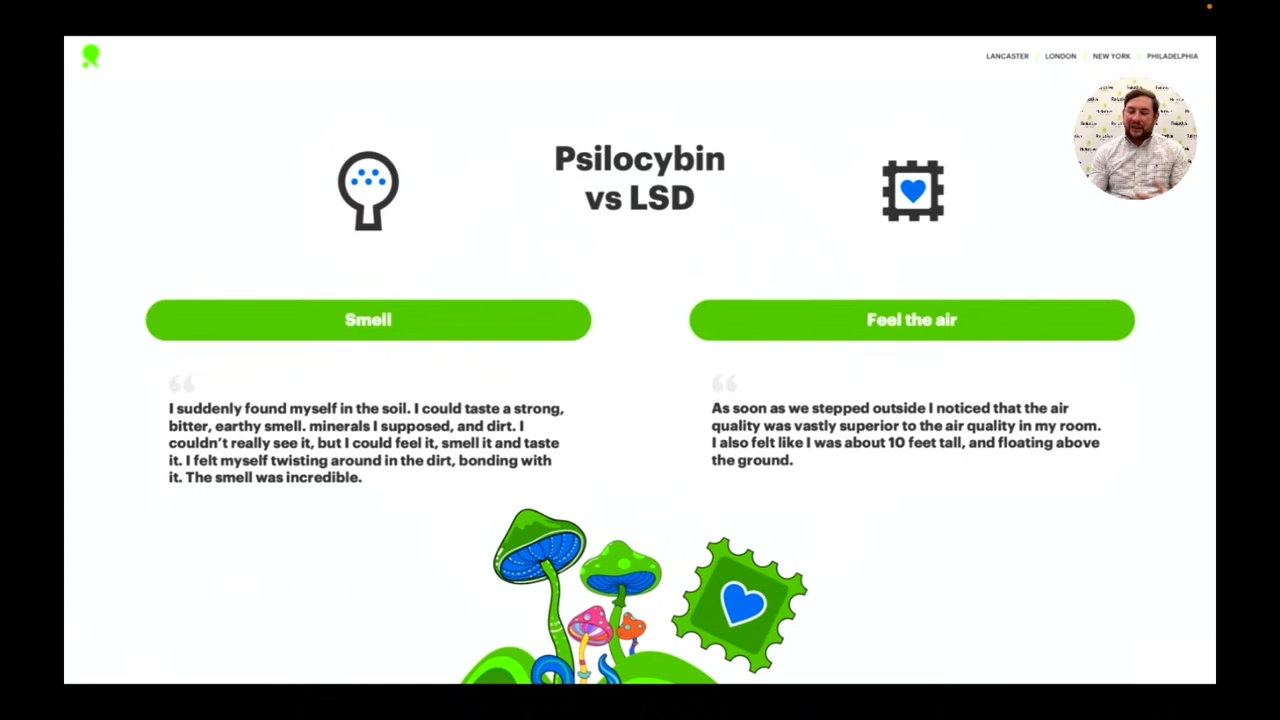 LANCASTER LONDON NEW YORK PHILADELPHIA
Psilocybin
vs LSD
Smell
Feel the air
I suddenly found myself in the soil. I could taste a strong,
bitter, earthy smell. minerals I supposed, and dirt. I
couldn’t really see it, but I could feel it, smell it and taste
it. I felt myself twisting around in the dirt, bonding with
it. The smell was incredible.
As soon as we stepped outside I noticed that the air
quality was vastly superior to the air quality in my room.
I also felt like I was about 10 feet tall, and floating above
the ground.